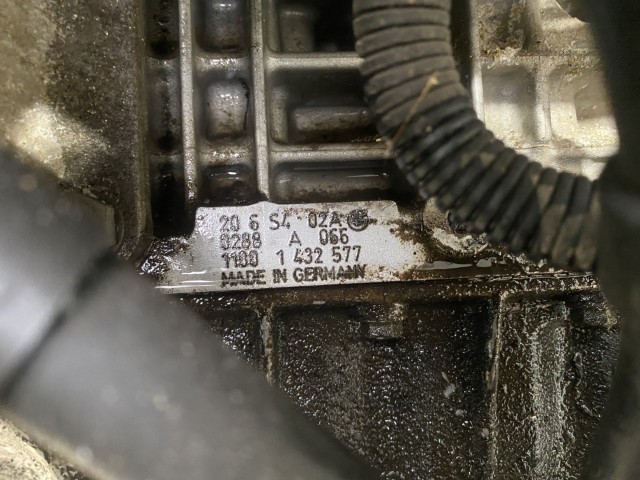 20 6 S4 02A
0288 A 066
1100 1 432 577
MADE IN GERMANY